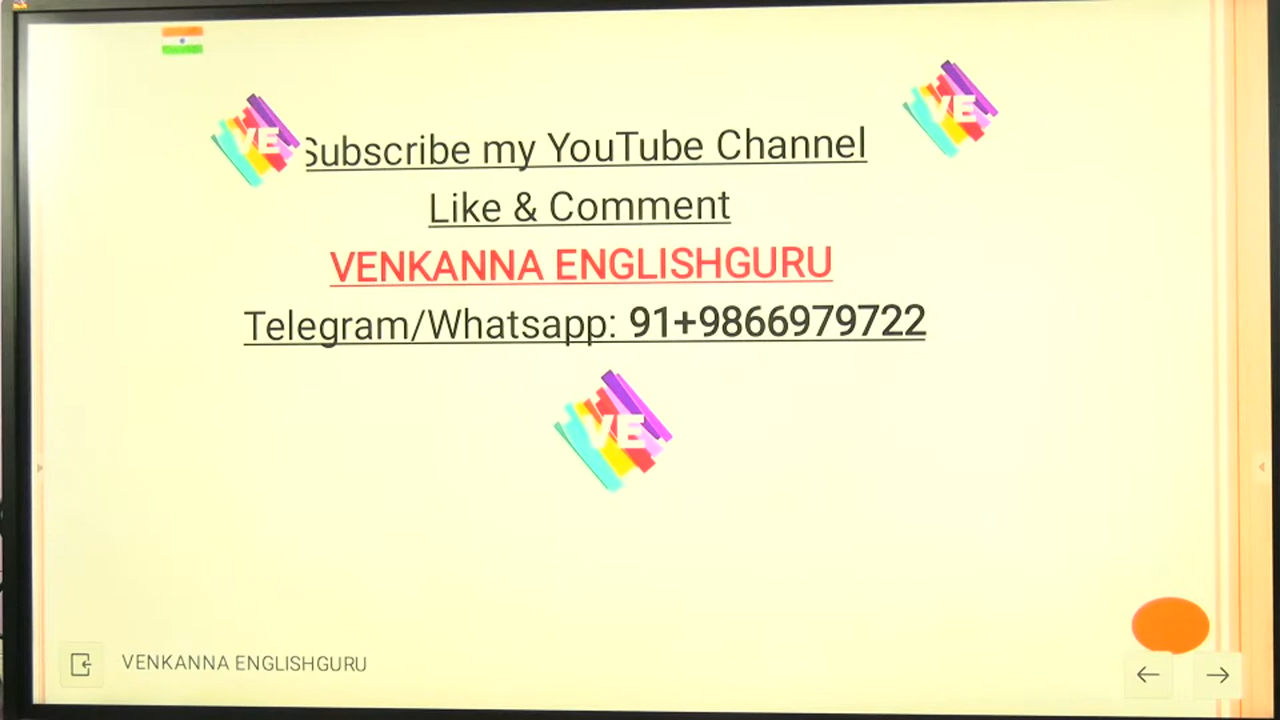 VE
VE
Subscribe my YouTube Channel
Like & Comment
VENKANNA ENGLISHGURU
Telegram/Whatsapp: 91+9866979722
VE
VENKANNA ENGLISHGURU